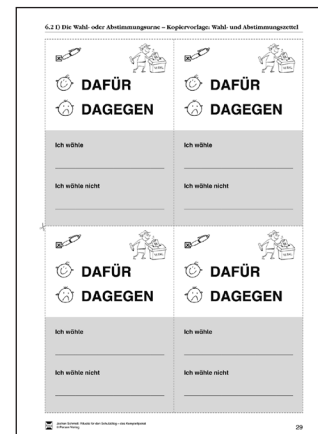 6.2 I) Die Wahl- oder Abstimmungsurne – Kopiervorlage: Wahl- und Abstimmungszettel
DAFÜR
DAGEGEN
DAFÜR
DAGEGEN
Ich wähle
Ich wähle nicht
Ich wähle
Ich wähle nicht
DAFÜR
DAGEGEN
DAFÜR
DAGEGEN
Ich wähle
Ich wähle nicht
Ich wähle
Ich wähle nicht
29